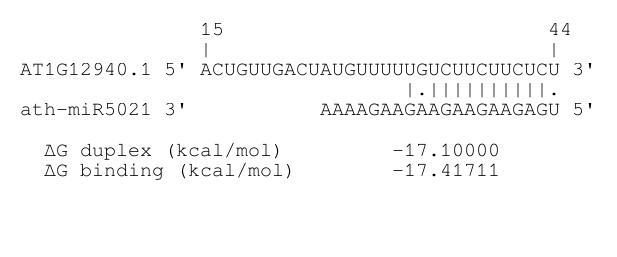 15 44
| |
AT1G12940.1 5' ACUGUUGACUAUGUUUUUGUCUUCUUCUCU 3'
|.||||||||||.
ath-miR5021 3' AAAAGAAGAAGAAGAAGAGU 5'
ΔG duplex (kcal/mol) -17.10000
ΔG binding (kcal/mol) -17.41711